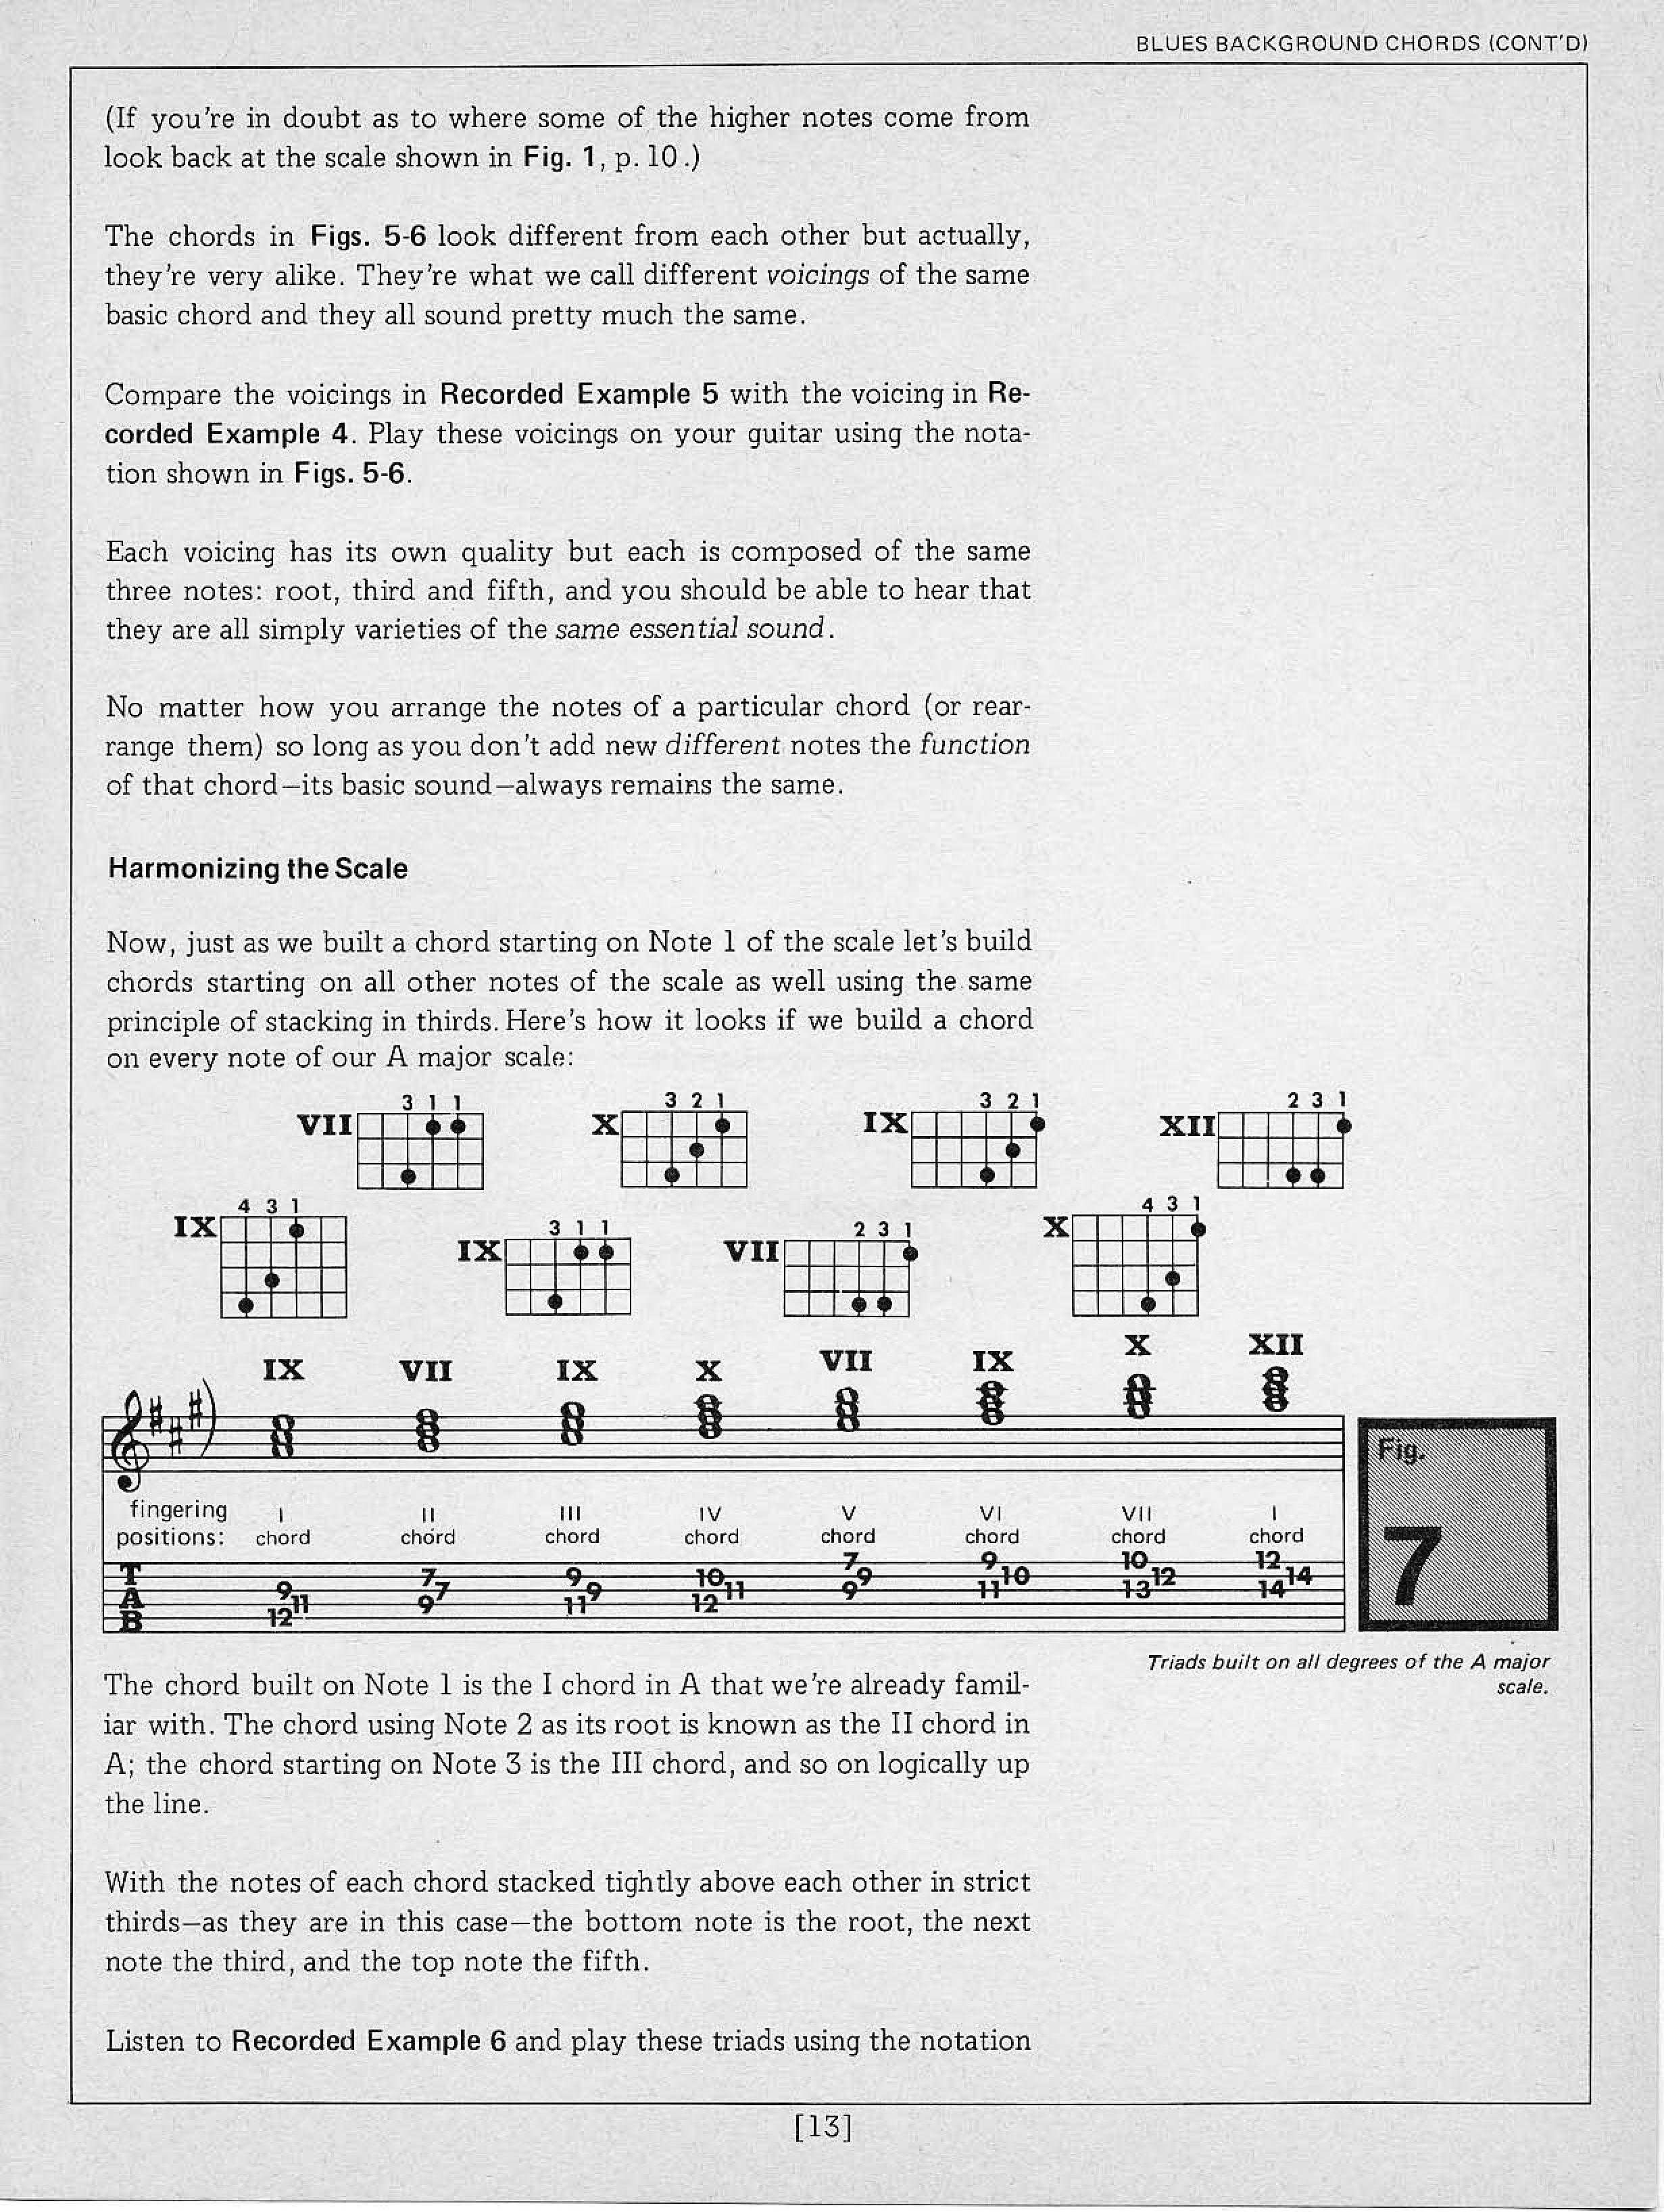 BLUES BACKGROUND CHORDS (CONT'D)
(If you're in doubt as to where some of the higher notes come from
look back at the scale shown in Fig. 1, p. 10.)
The chords in Figs. 5-6 look different from each other but actually,
they're very alike. They're what we call different voicings of the same
basic chord and they all sound pretty much the same.
Compare the voicings in Recorded Example 5 with the voicing in Re-
corded Example 4. Play these voicings on your guitar using the nota-
tion shown in Figs. 5-6.
Each voicing has its own quality but each is composed of the same
three notes: root, third and fifth, and you should be able to hear that
they are all simply varieties of the same essential sound.
No matter how you arrange the notes of a particular chord (or rear-
range them) so long as you don't add new different notes the function
of that chord—its basic sound—always remains the same.
Harmonizing the Scale
Now, just as we built a chord starting on Note 1 of the scale let's build
chords starting on all other notes of the scale as well using the same
principle of stacking in thirds. Here's how it looks if we build a chord
on every note of our A major scale:
3 1 1 3 2 1 3 2 1 2 3 1
VII X IX XII
4 3 1 3 1 1 2 3 1 4 3 1
IX IX VII X
IX VII IX X VII IX X XII
fingering I II III IV V VI VII I
positions: chord chord chord chord chord chord chord chord
T 7 9 10 12
A 9 11 7 7 9 9 10 11 9 9 10 11 12 13 14 14
B 12 9 11 12
Fig.
7
Triads built on all degrees of the A major
scale.
The chord built on Note 1 is the I chord in A that we're already famil-
iar with. The chord using Note 2 as its root is known as the II chord in
A; the chord starting on Note 3 is the III chord, and so on logically up
the line.
With the notes of each chord stacked tightly above each other in strict
thirds—as they are in this case—the bottom note is the root, the next
note the third, and the top note the fifth.
Listen to Recorded Example 6 and play these triads using the notation
[13]